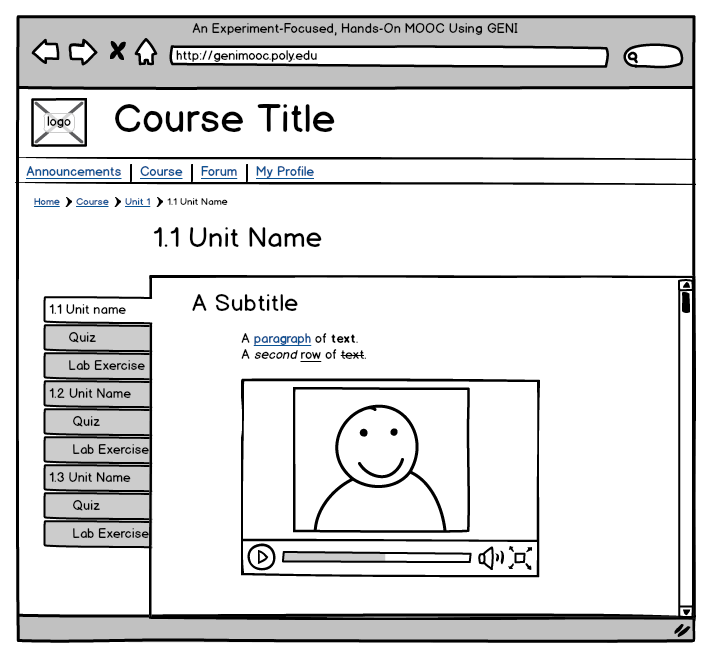 An Experiment-Focused, Hands-On MOOC Using GENI
http://genimooc.poly.edu
logo
Course Title
Announcements | Course | Forum | My Profile
Home ❯ Course ❯ Unit 1 ❯ 1.1 Unit Name
1.1 Unit Name
1.1 Unit name
Quiz
Lab Exercise
1.2 Unit Name
Quiz
Lab Exercise
1.3 Unit Name
Quiz
Lab Exercise
A Subtitle
A paragraph of text.
A second row of text.